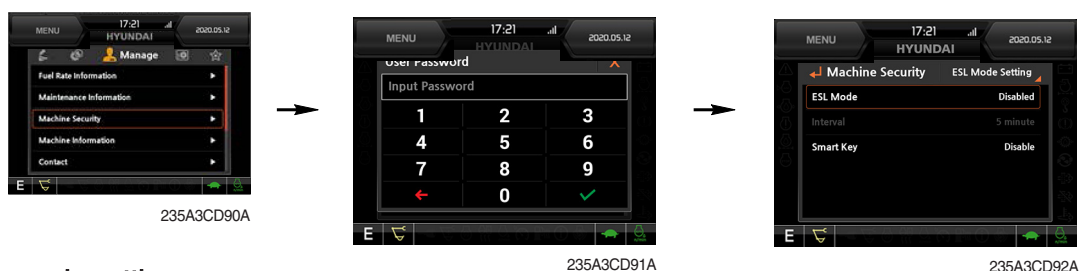 MENU
17:21
HYUNDAI
2020.05.12
Manage
Fuel Rate Information
Maintenance Information
Machine Security
Machine Information
Contact
E
235A3CD90A
MENU
17:21
HYUNDAI
2020.05.12
User Password X
Input Password
1 2 3
4 5 6
7 8 9
0
E
235A3CD91A
MENU
17:21
HYUNDAI
2020.05.12
Machine Security ESL Mode Setting
ESL Mode Disabled
Interval 5 minute
Smart Key Disable
E
235A3CD92A